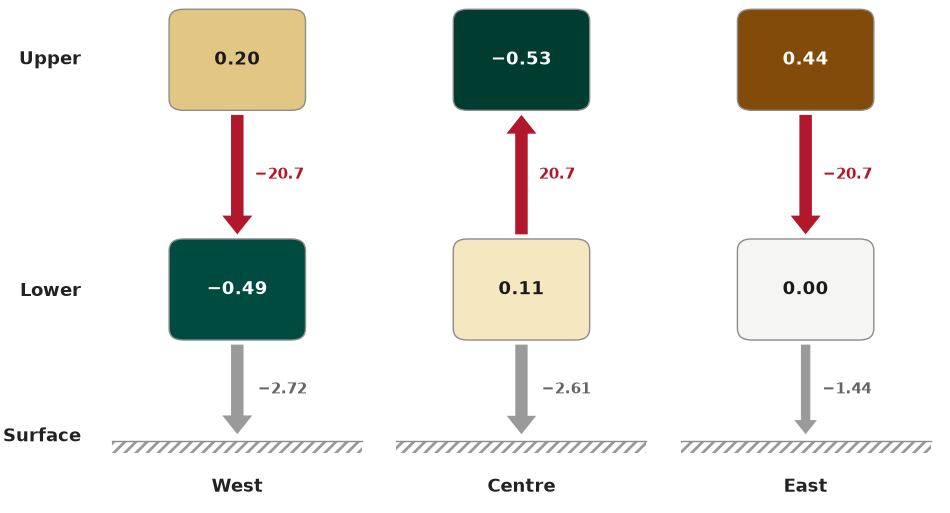 Upper
0.20
−0.53
0.44
−20.7
20.7
−20.7
Lower
−0.49
0.11
0.00
−2.72
−2.61
−1.44
Surface
West
Centre
East